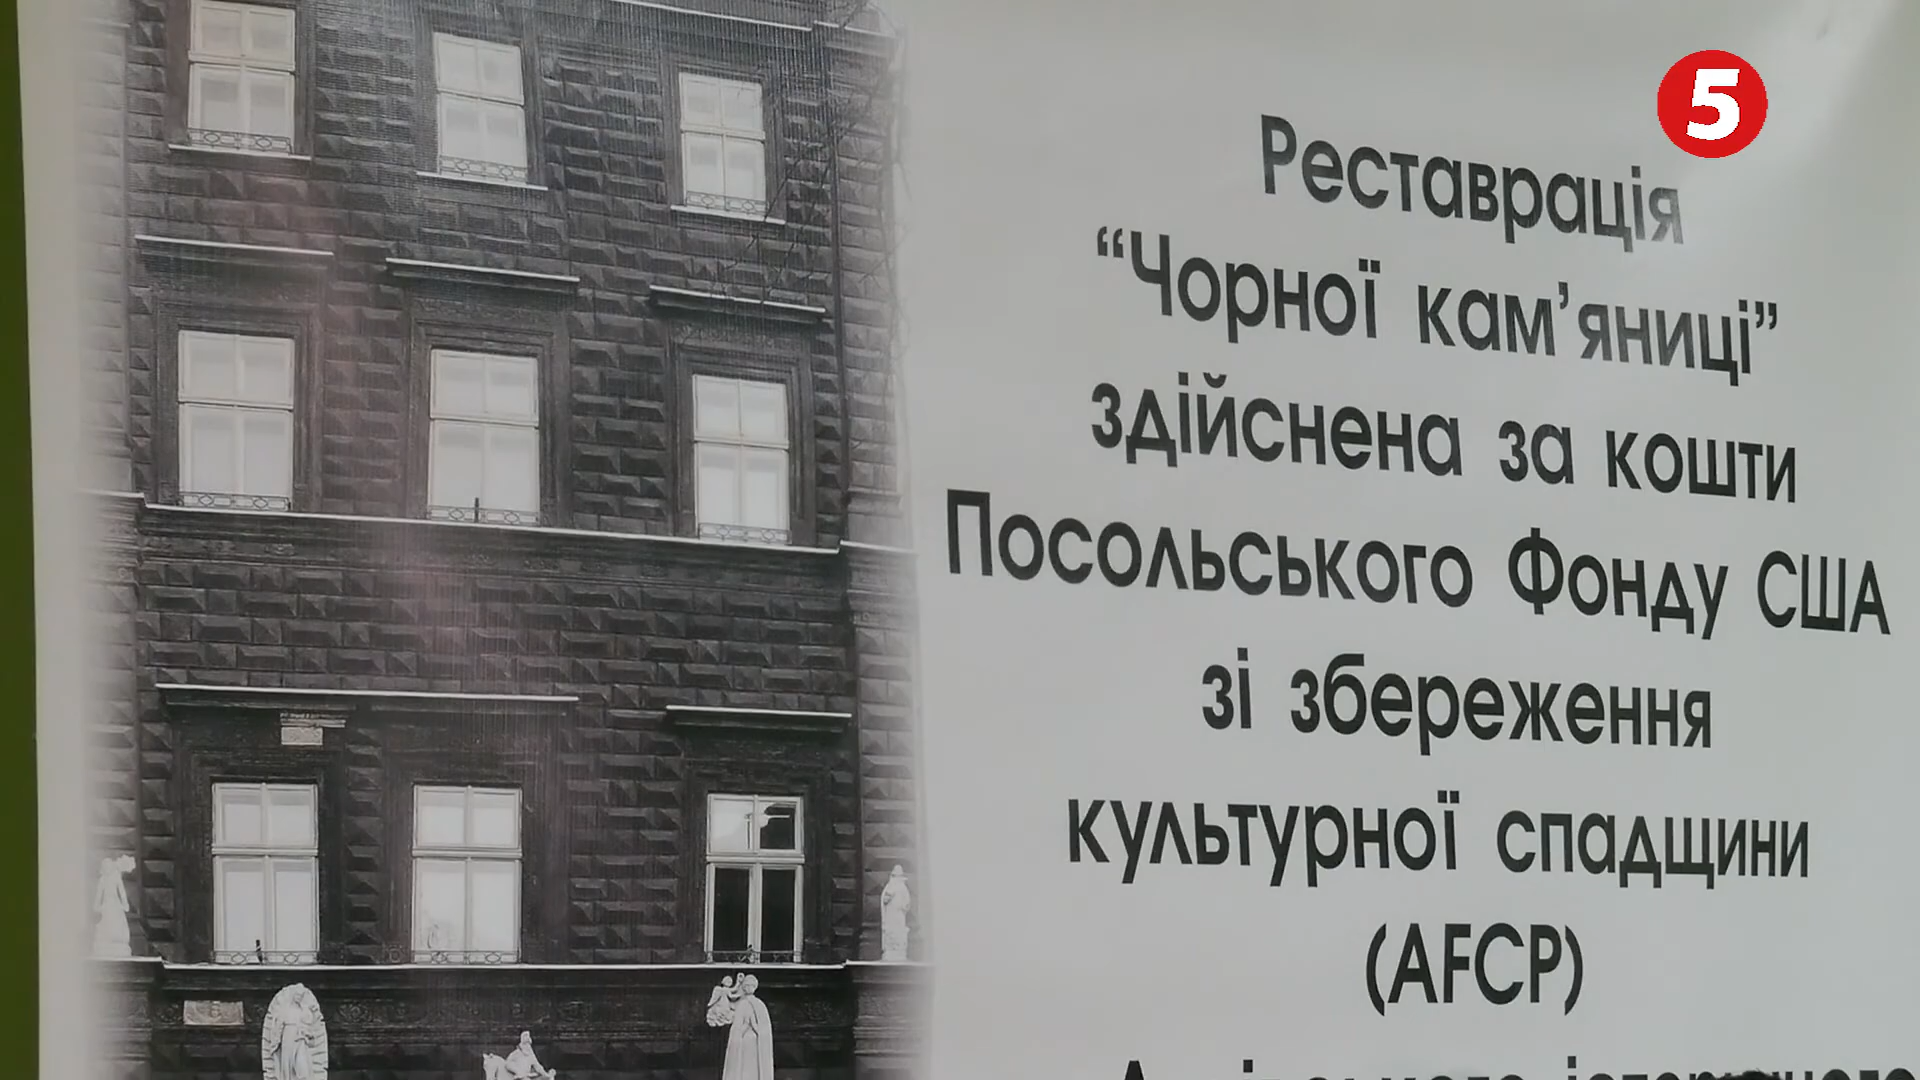 5
Реставрація
“Чорної кам’яниці”
здійснена за кошти
Посольського Фонду США
зі збереження
культурної спадщини
(AFCP)